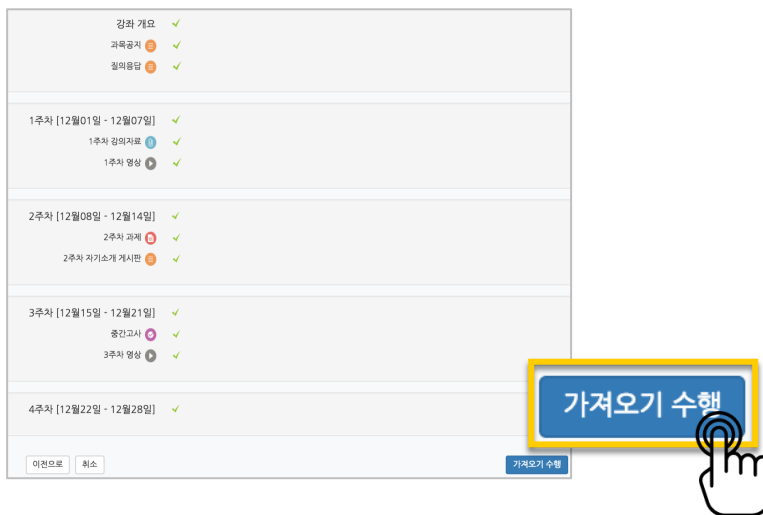 강좌 개요
과목공지
질의응답
1주차 [12월01일 - 12월07일]
1주차 강의자료
1주차 영상
2주차 [12월08일 - 12월14일]
2주차 과제
2주차 자기소개 게시판
3주차 [12월15일 - 12월21일]
중간고사
3주차 영상
4주차 [12월22일 - 12월28일]
가져오기 수행
이전으로 취소 가져오기 수행